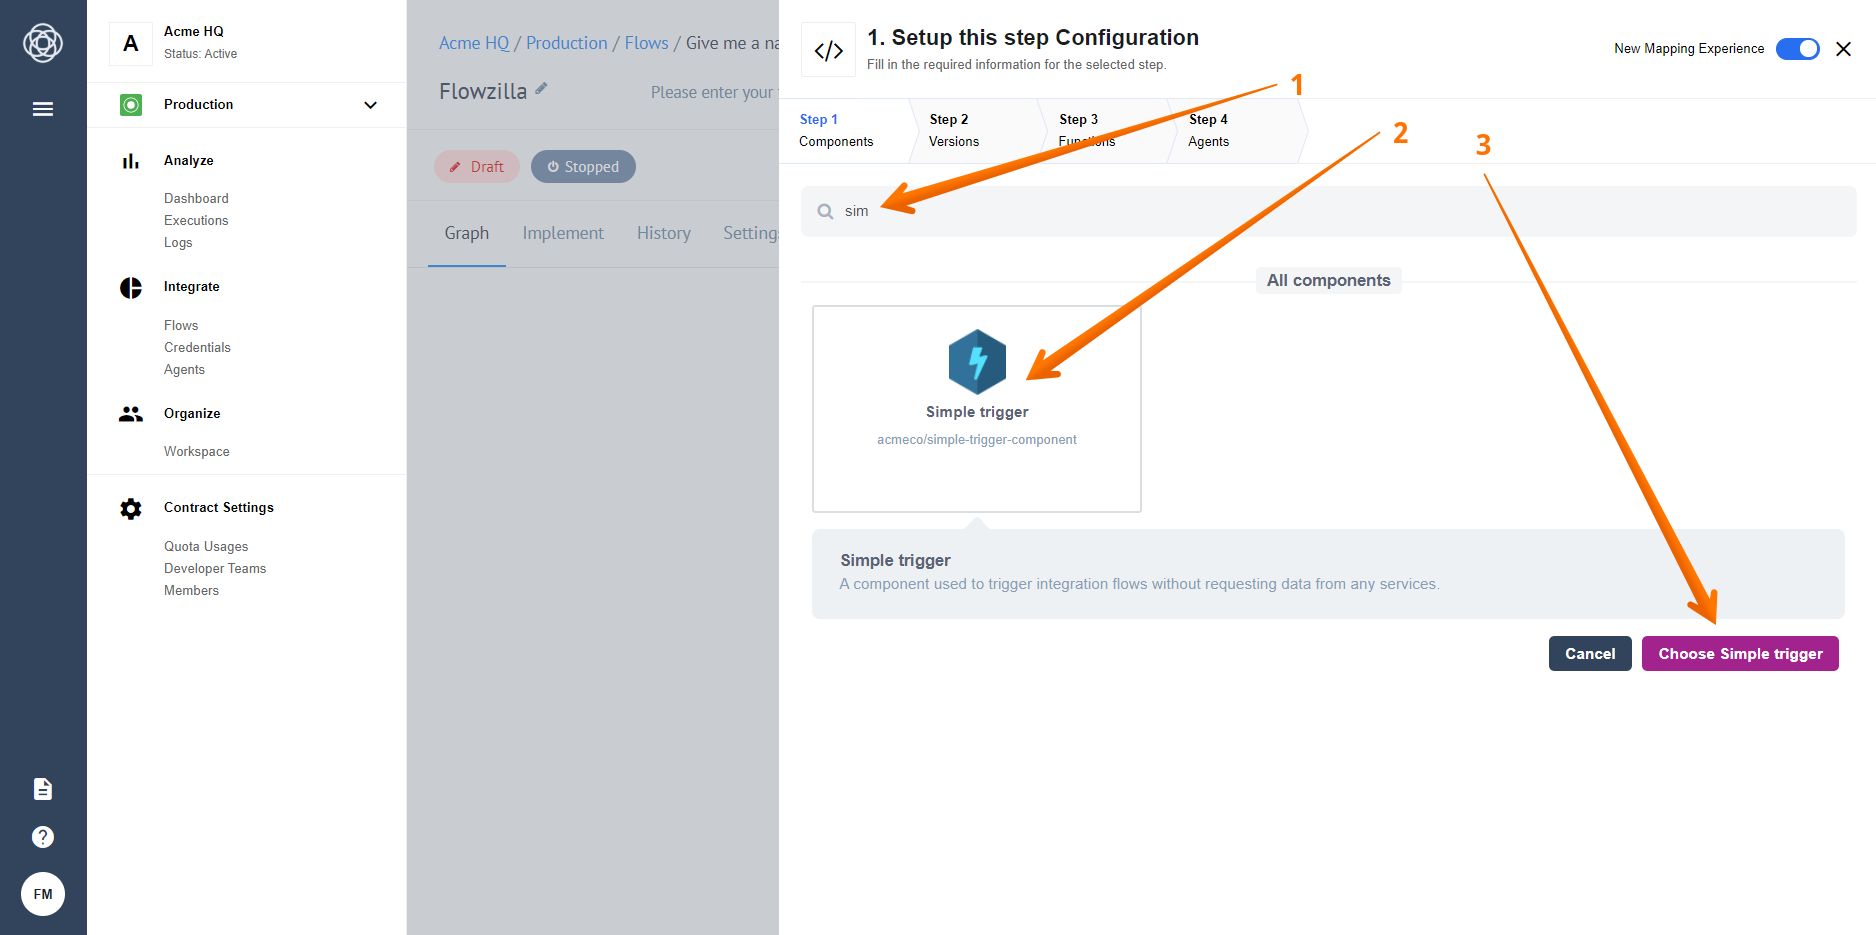 A
Acme HQ
Status: Active
Production
Analyze
Dashboard
Executions
Logs
Integrate
Flows
Credentials
Agents
Organize
Workspace
Contract Settings
Quota Usages
Developer Teams
Members
FM
Acme HQ / Production / Flows / Give me a na
Flowzilla
Please enter your
Draft
Stopped
Graph
Implement
History
Setting
</>
1. Setup this step Configuration
Fill in the required information for the selected step.
New Mapping Experience
Step 1
Components
Step 2
Versions
Step 3
Functions
Step 4
Agents
1
2
3
sim
All components
Simple trigger
acmeco/simple-trigger-component
Simple trigger
A component used to trigger integration flows without requesting data from any services.
Cancel
Choose Simple trigger